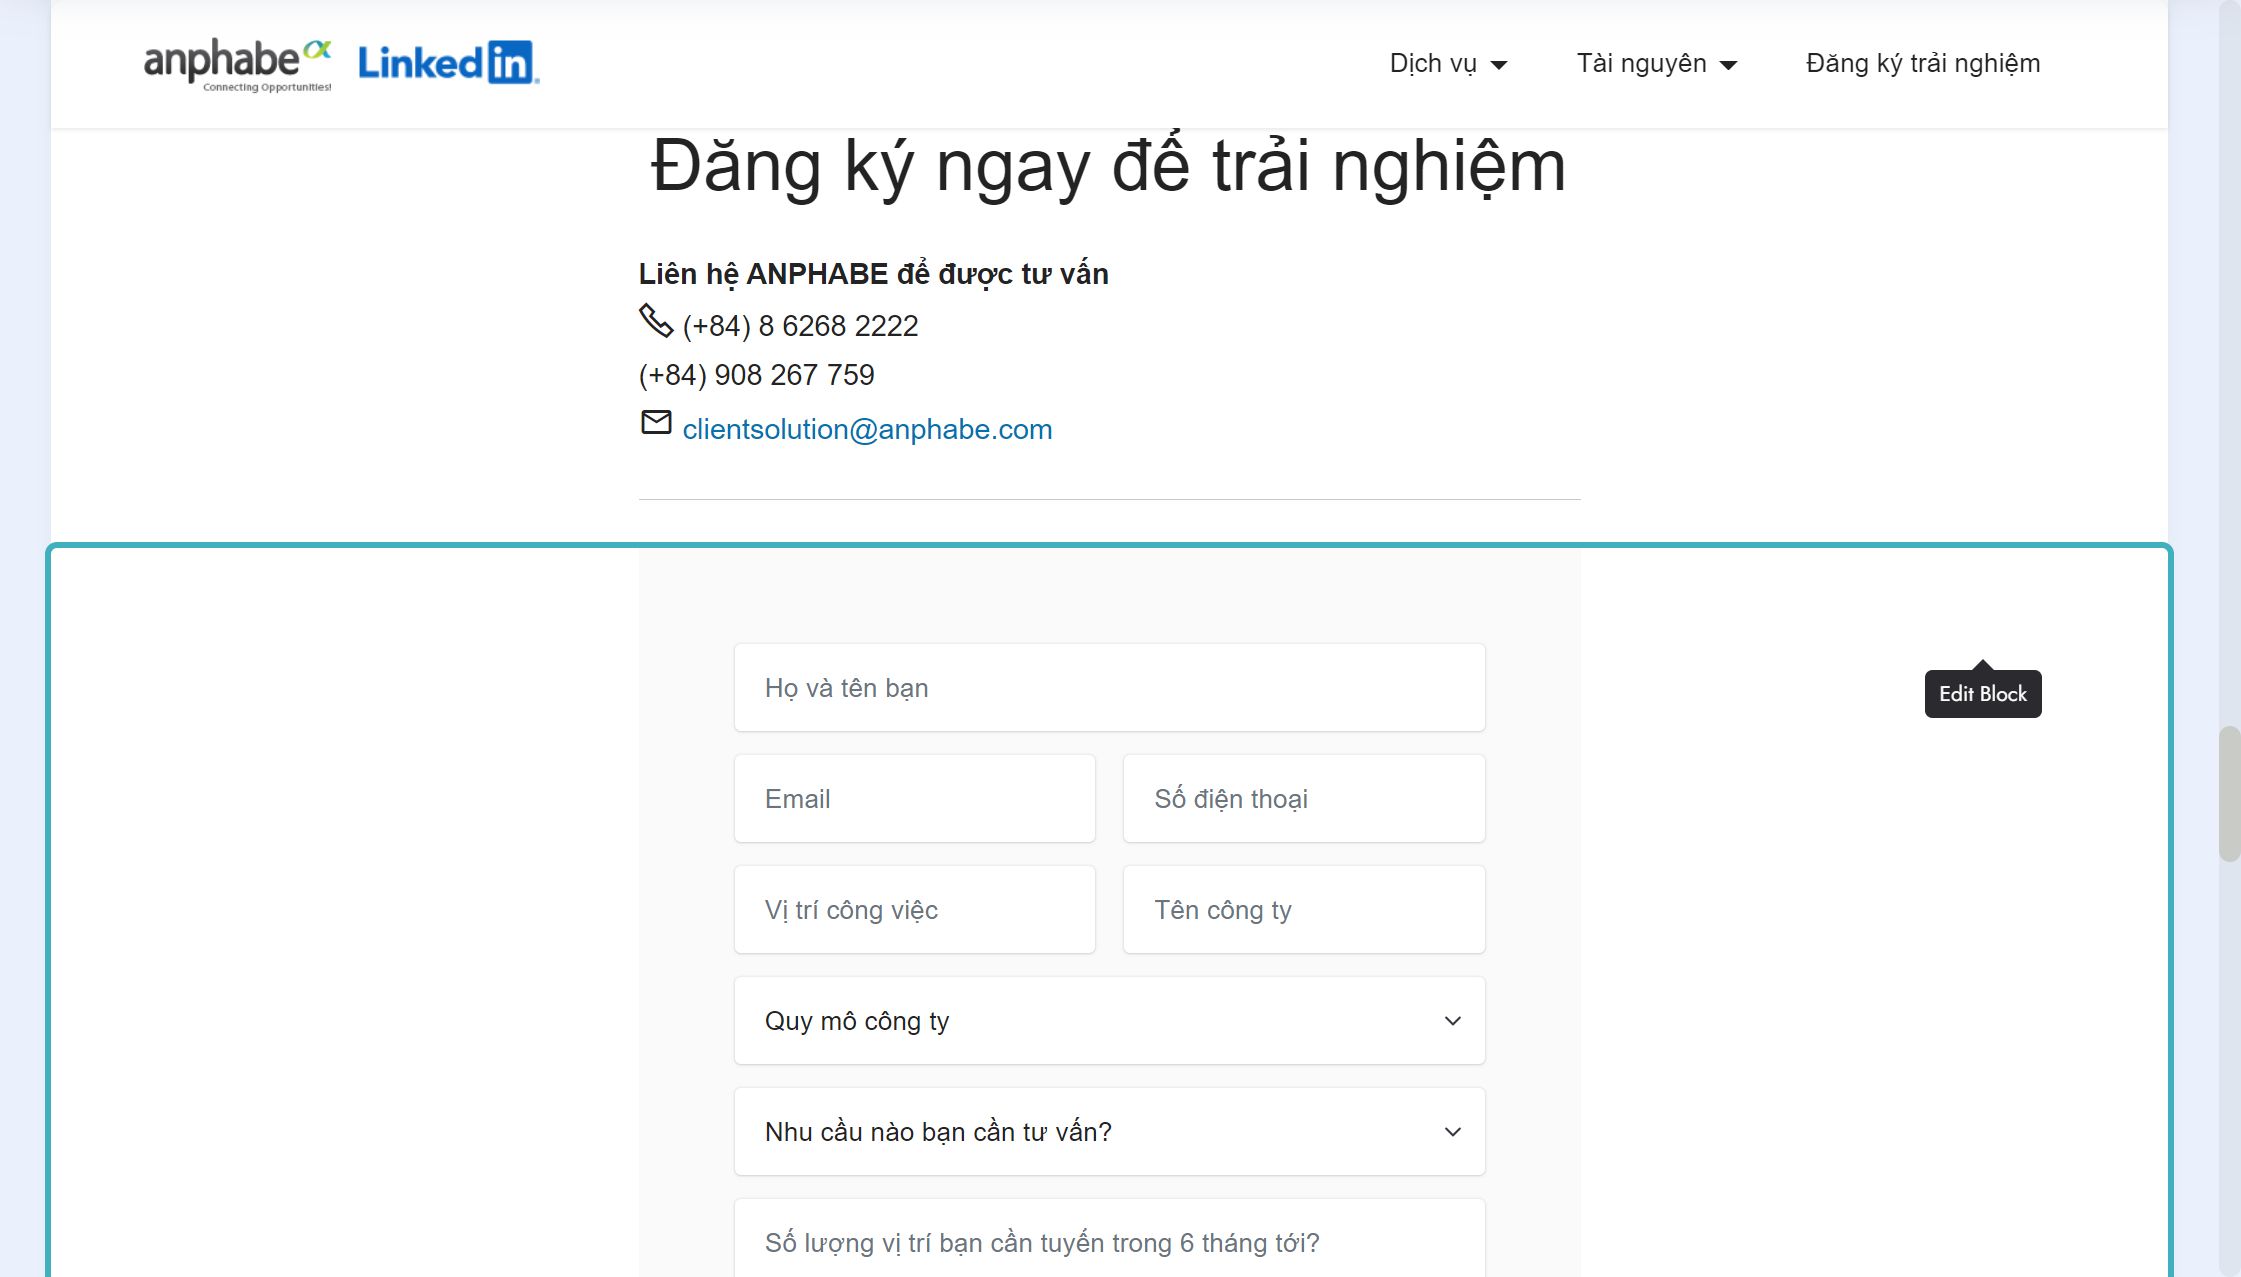 anphabe
Connecting Opportunities!
LinkedIn
Dịch vụ
Tài nguyên
Đăng ký trải nghiệm
Đăng ký ngay để trải nghiệm
Liên hệ ANPHABE để được tư vấn
(+84) 8 6268 2222
(+84) 908 267 759
clientsolution@anphabe.com
Edit Block
Họ và tên bạn
Email
Số điện thoại
Vị trí công việc
Tên công ty
Quy mô công ty
Nhu cầu nào bạn cần tư vấn?
Số lượng vị trí bạn cần tuyển trong 6 tháng tới?